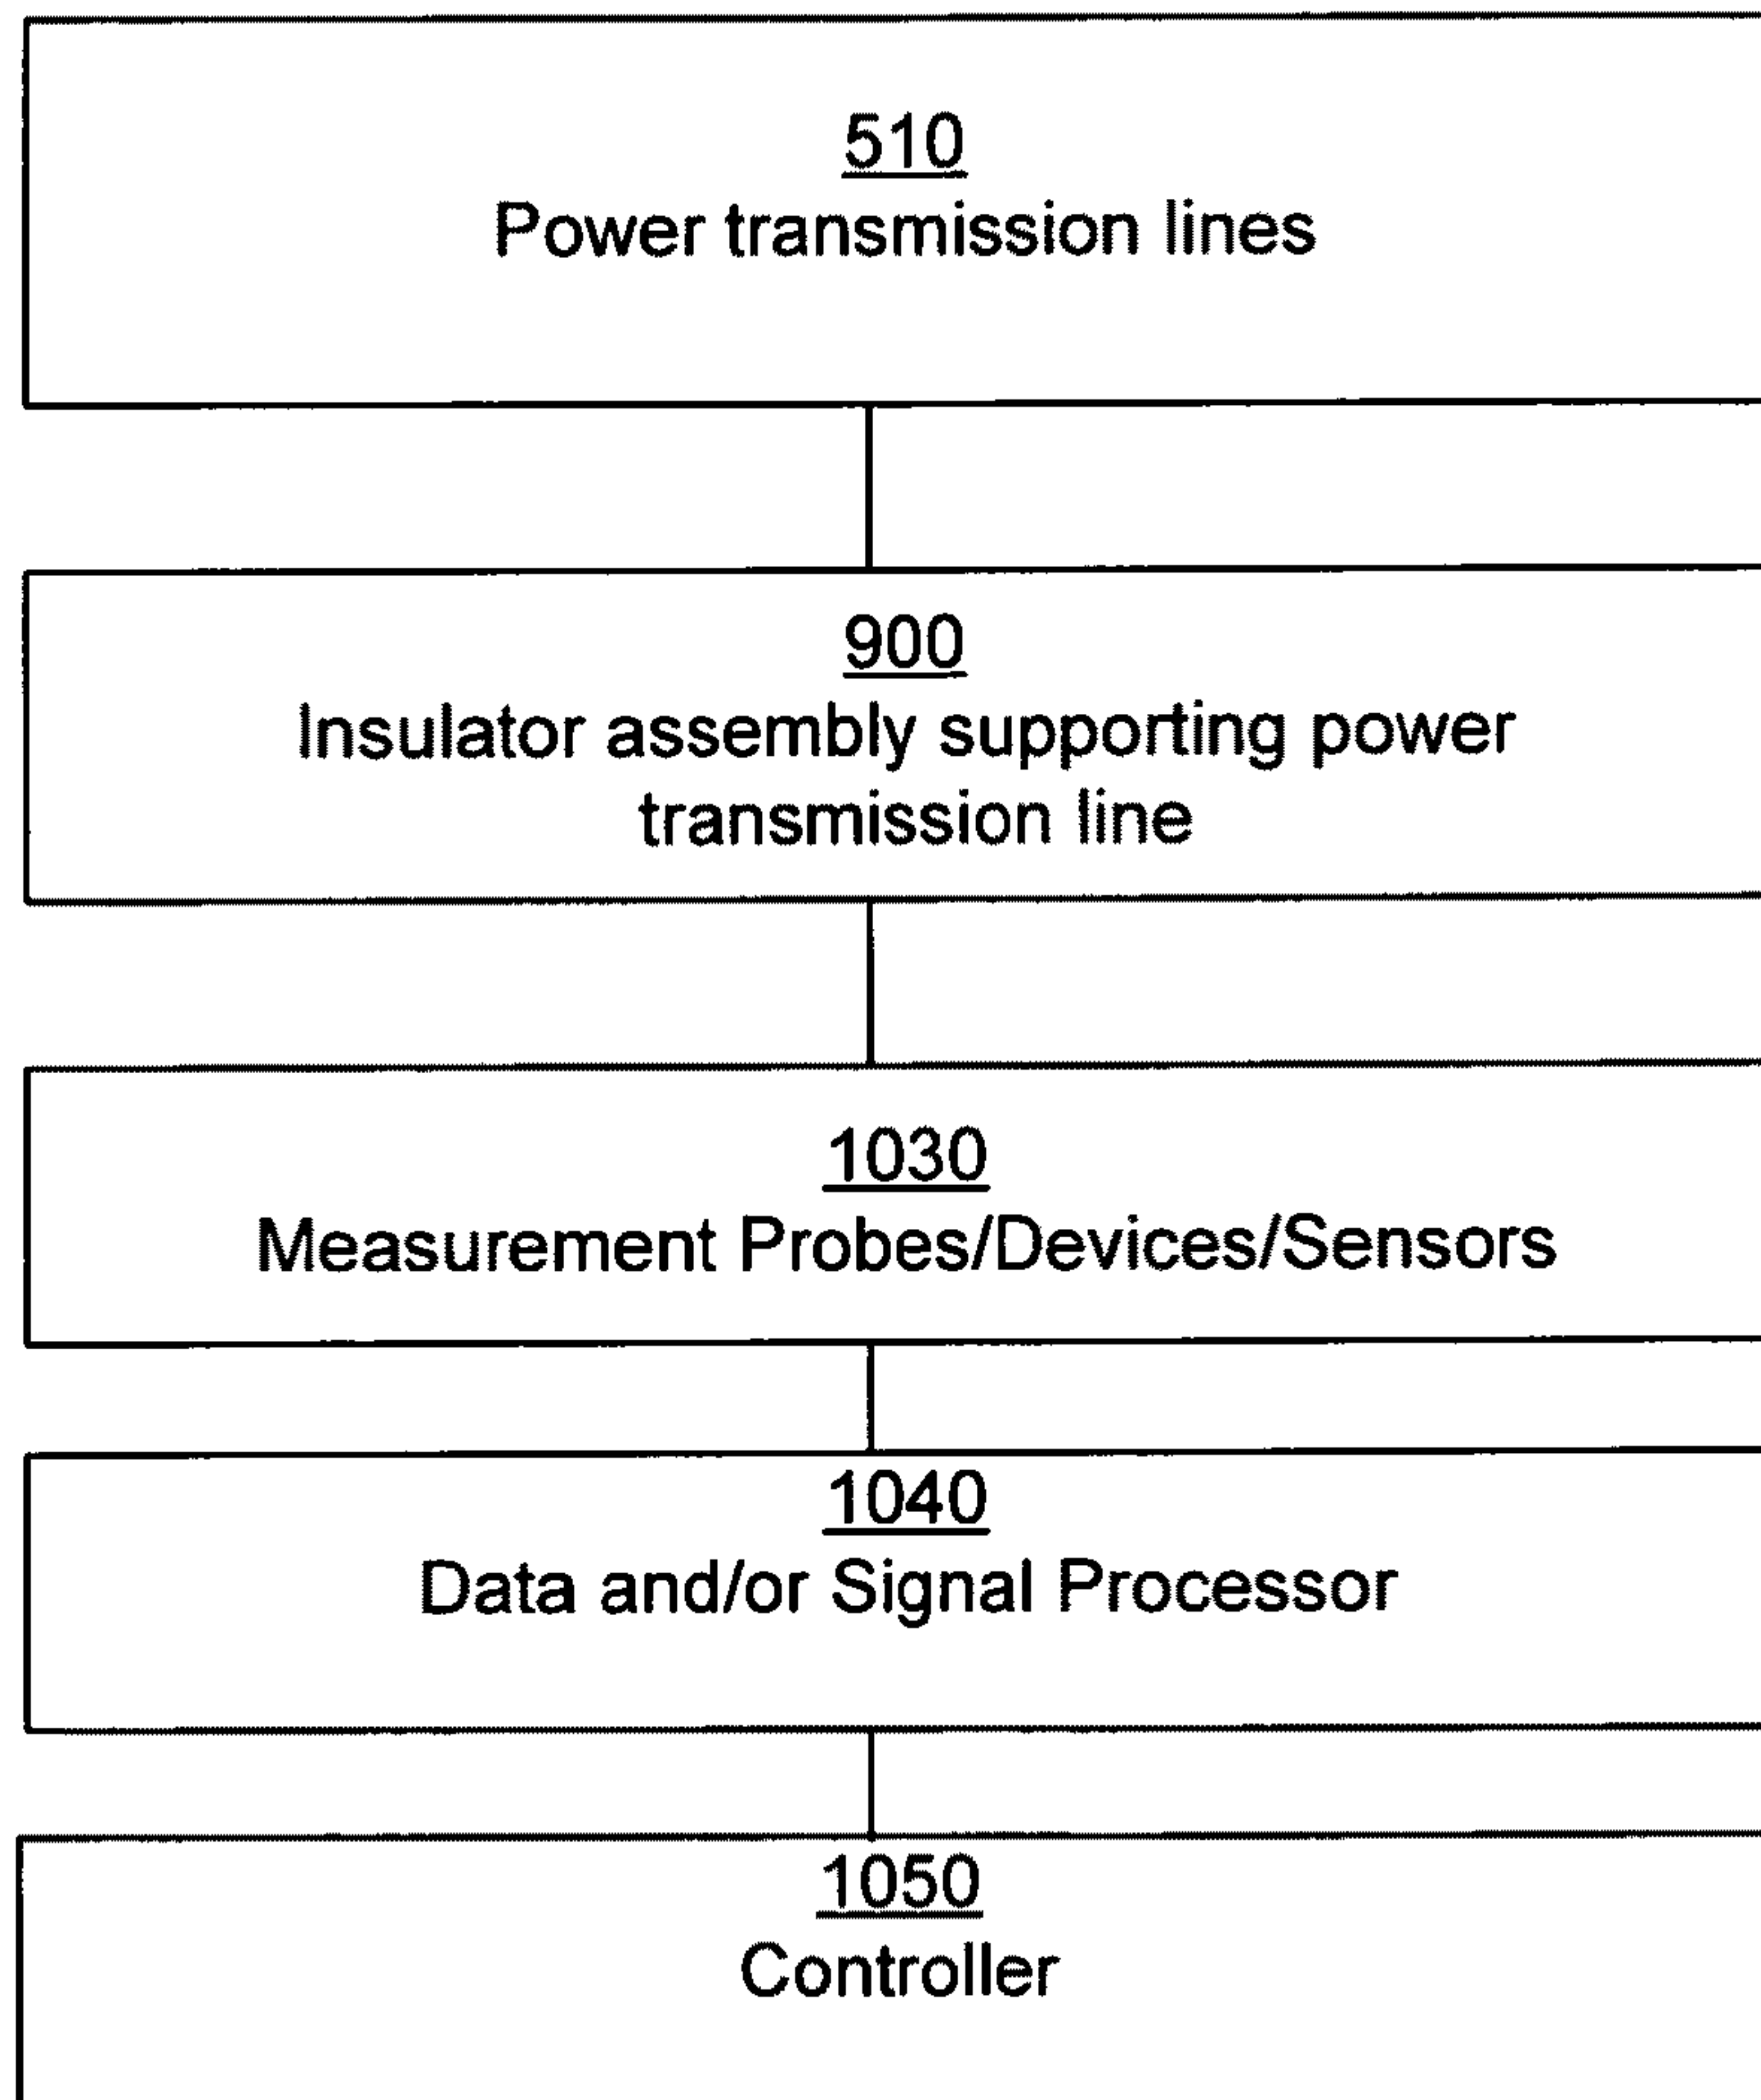 510
Power transmission lines
900
Insulator assembly supporting power
transmission line
1030
Measurement Probes/Devices/Sensors
1040
Data and/or Signal Processor
1050
Controller